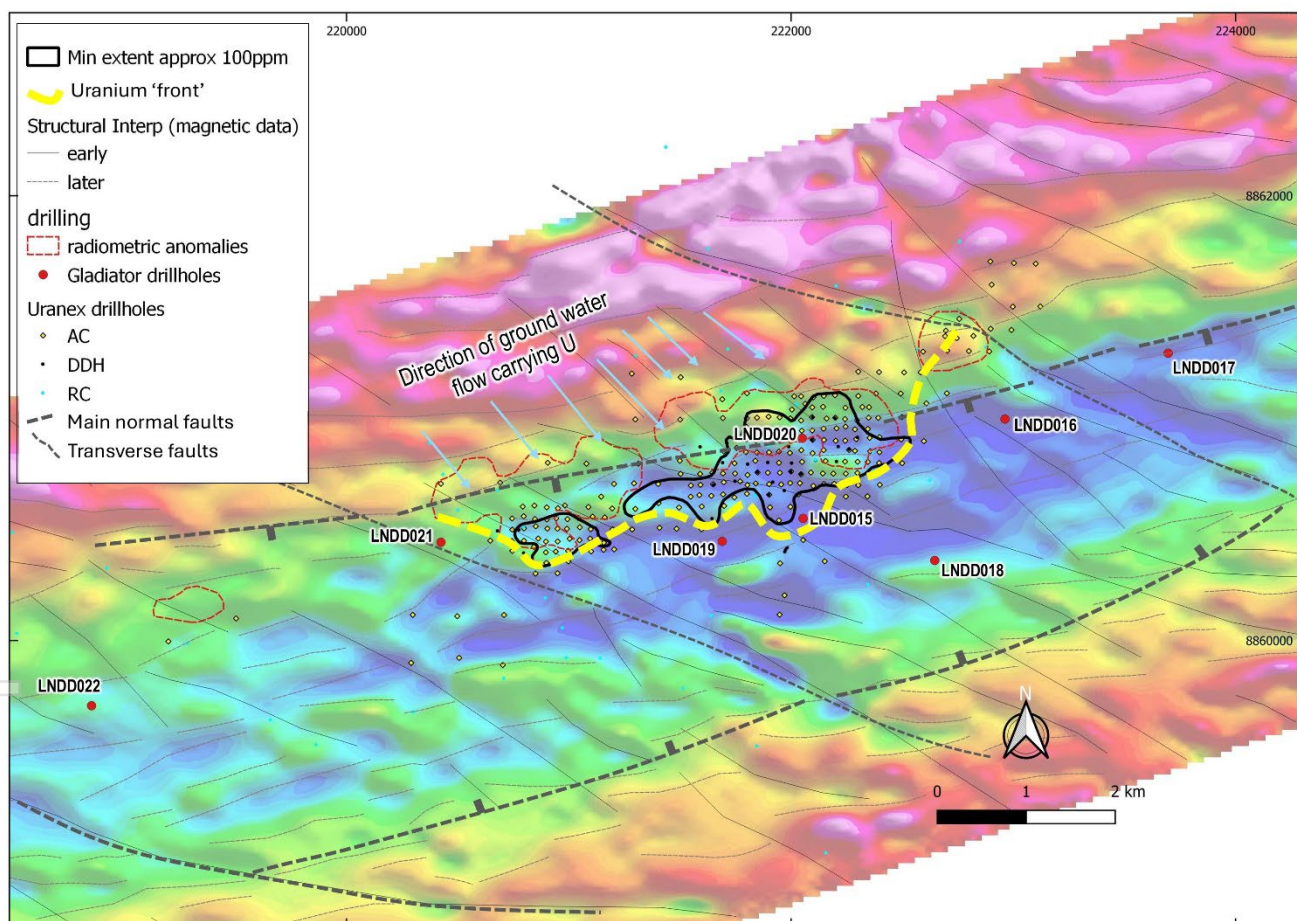 220000
222000
224000
Min extent approx 100ppm
Uranium ‘front’
Structural Interp (magnetic data)
early
later
drilling
radiometric anomalies
Gladiator drillholes
Uranex drillholes
AC
DDH
RC
Main normal faults
Transverse faults
8862000
Direction of ground water
flow carrying U
LNDD017
LNDD016
LNDD020
LNDD015
LNDD021
LNDD019
LNDD018
8860000
LNDD022
N
0 1 2 km